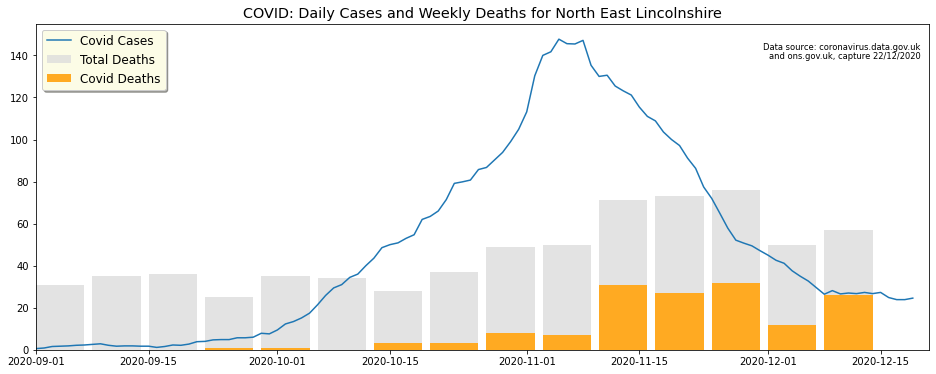 COVID: Daily Cases and Weekly Deaths for North East Lincolnshire
Covid Cases
Total Deaths
Covid Deaths
Data source: coronavirus.data.gov.uk
and ons.gov.uk, capture 22/12/2020
140
120
100
80
60
40
20
0
2020-09-01 2020-09-15 2020-10-01 2020-10-15 2020-11-01 2020-11-15 2020-12-01 2020-12-15